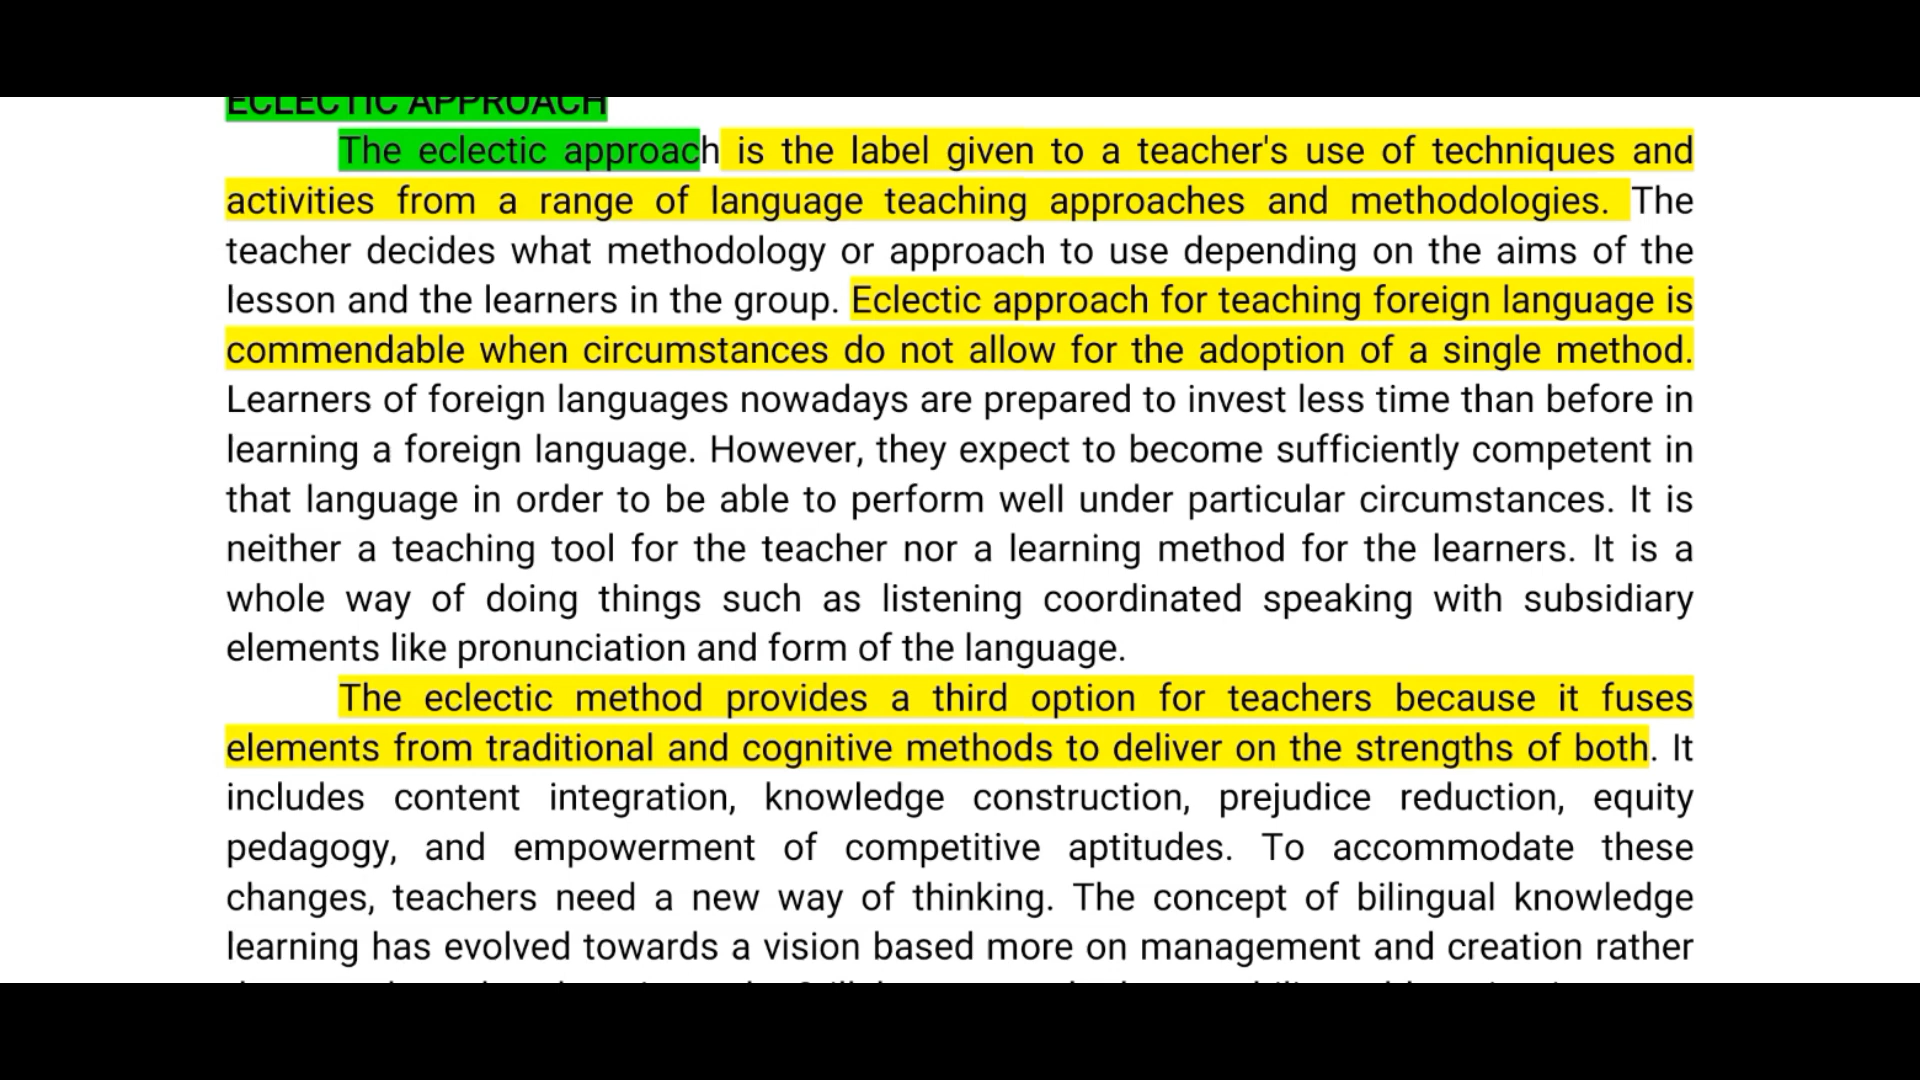 ECLECTIC APPROACH
The eclectic approach is the label given to a teacher's use of techniques and
activities from a range of language teaching approaches and methodologies. The
teacher decides what methodology or approach to use depending on the aims of the
lesson and the learners in the group. Eclectic approach for teaching foreign language is
commendable when circumstances do not allow for the adoption of a single method.
Learners of foreign languages nowadays are prepared to invest less time than before in
learning a foreign language. However, they expect to become sufficiently competent in
that language in order to be able to perform well under particular circumstances. It is
neither a teaching tool for the teacher nor a learning method for the learners. It is a
whole way of doing things such as listening coordinated speaking with subsidiary
elements like pronunciation and form of the language.
The eclectic method provides a third option for teachers because it fuses
elements from traditional and cognitive methods to deliver on the strengths of both. It
includes content integration, knowledge construction, prejudice reduction, equity
pedagogy, and empowerment of competitive aptitudes. To accommodate these
changes, teachers need a new way of thinking. The concept of bilingual knowledge
learning has evolved towards a vision based more on management and creation rather